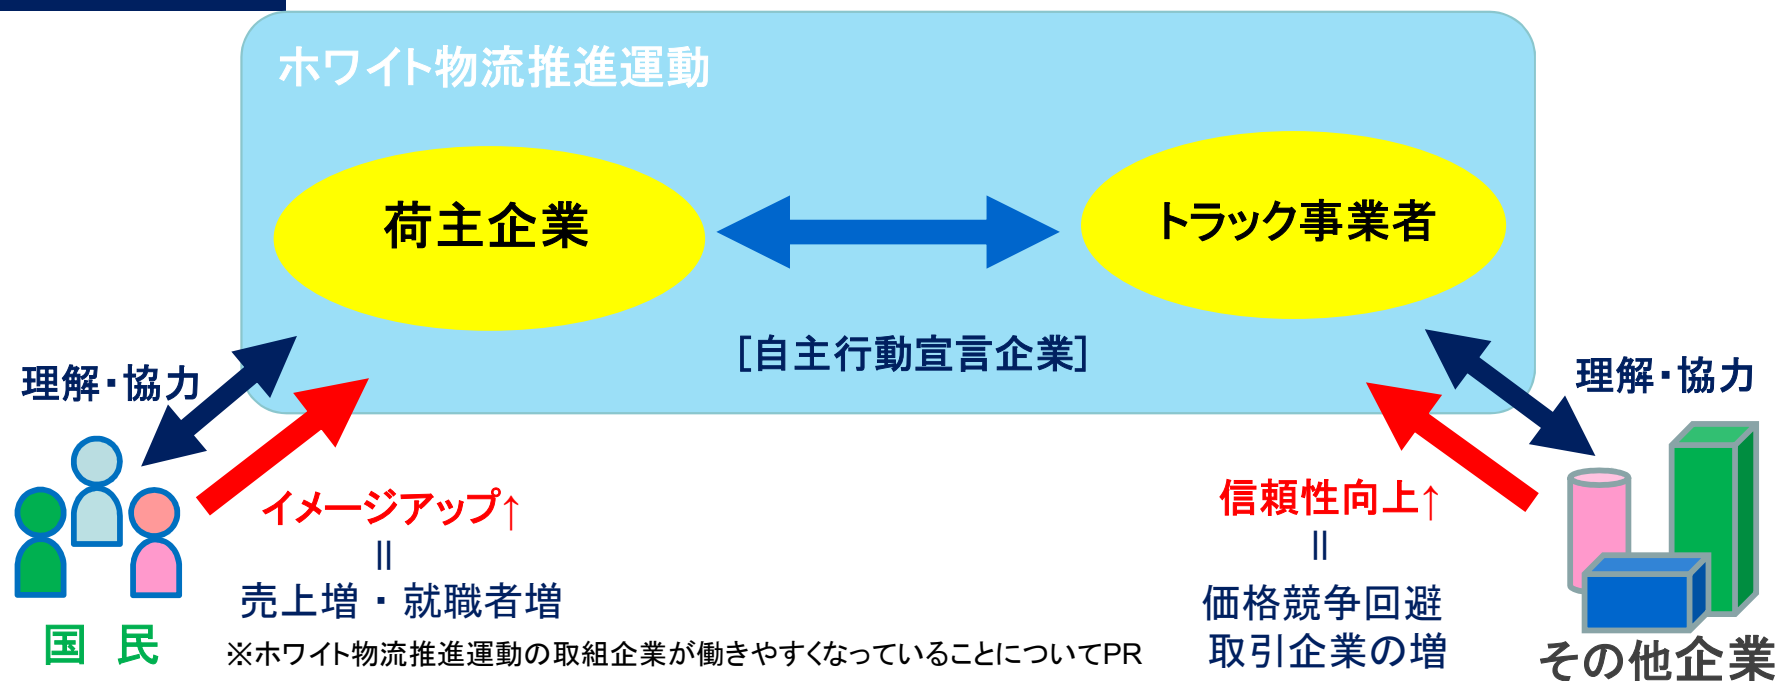 ホワイト物流推進運動
荷主企業
トラック事業者
[自主行動宣言企業]
理解・協力
理解・協力
イメージアップ↑
＝
売上増・就職者増
信頼性向上↑
＝
価格競争回避
取引企業の増
国 民
※ホワイト物流推進運動の取組企業が働きやすくなっていることについてPR
その他企業